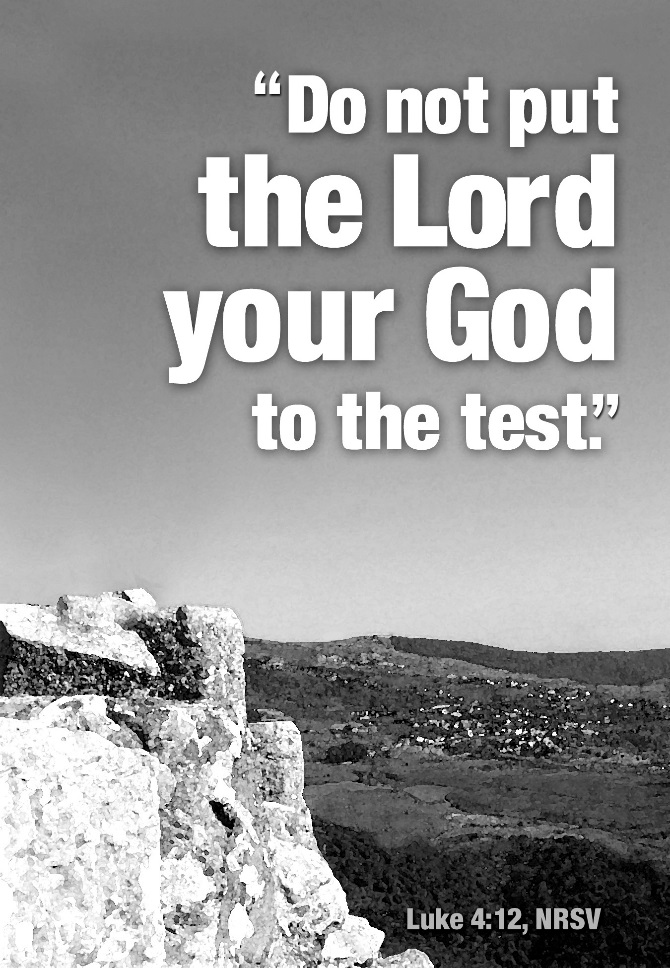 “Do not put
the Lord
your God
to the test.”
Luke 4:12, NRSV